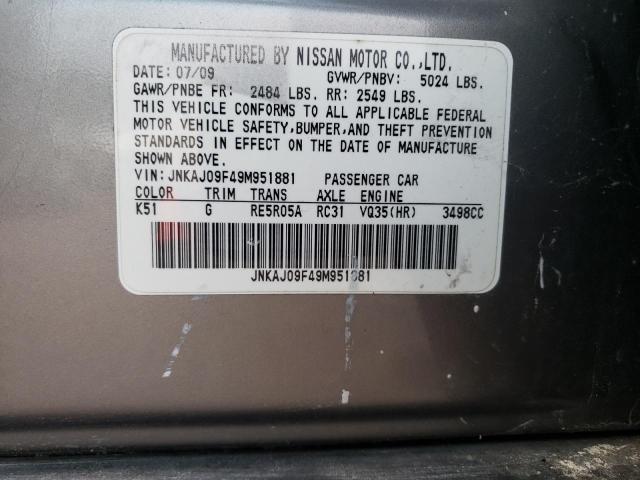 MANUFACTURED BY NISSAN MOTOR CO.,LTD.
DATE: 07/09 GVWR/PNBV: 5024 LBS.
GAWR/PNBE FR: 2484 LBS. RR: 2549 LBS.
THIS VEHICLE CONFORMS TO ALL APPLICABLE FEDERAL
MOTOR VEHICLE SAFETY,BUMPER,AND THEFT PREVENTION
STANDARDS IN EFFECT ON THE DATE OF MANUFACTURE
SHOWN ABOVE.
VIN: JNKAJ09F49M951881 PASSENGER CAR
COLOR TRIM TRANS AXLE ENGINE
K51 G RE5R05A RC31 VQ35(HR) 3498CC
JNKAJ09F49M951881